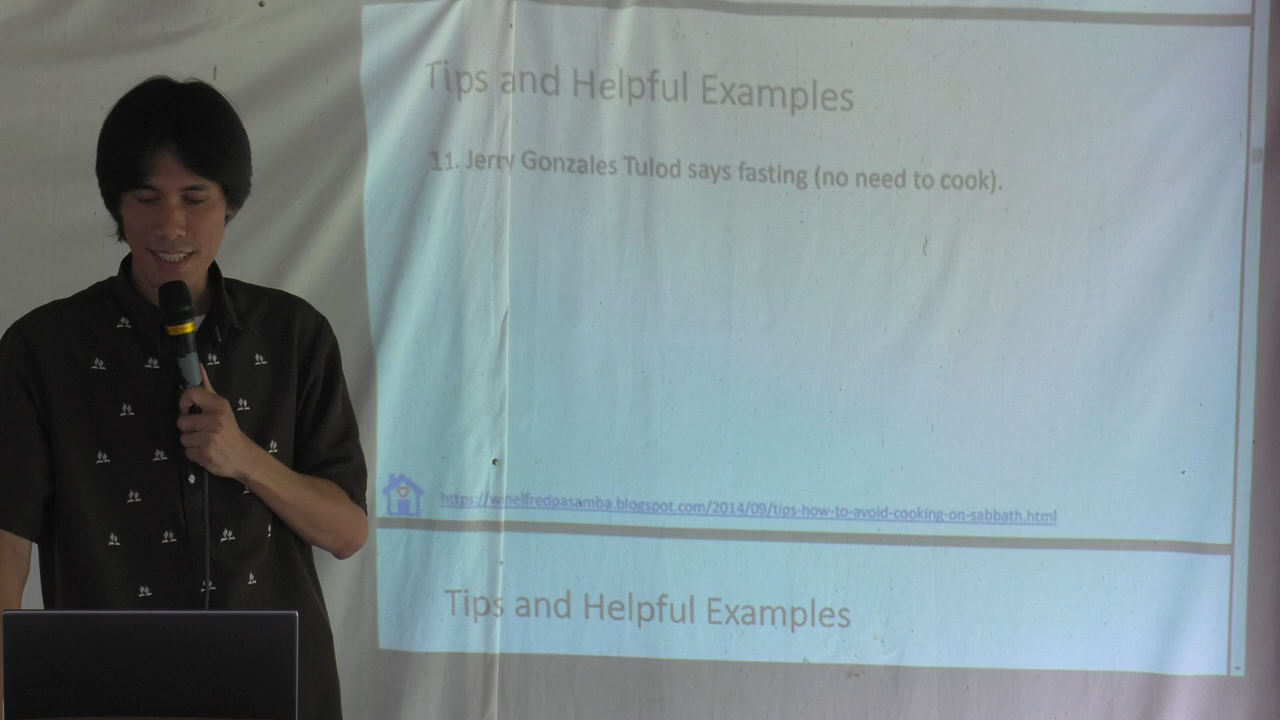 Tips and Helpful Examples
11. Jerry Gonzales Tulod says fasting (no need to cook).
https://winelfredpasamba.blogspot.com/2014/09/tips-how-to-avoid-cooking-on-sabbath.html
Tips and Helpful Examples